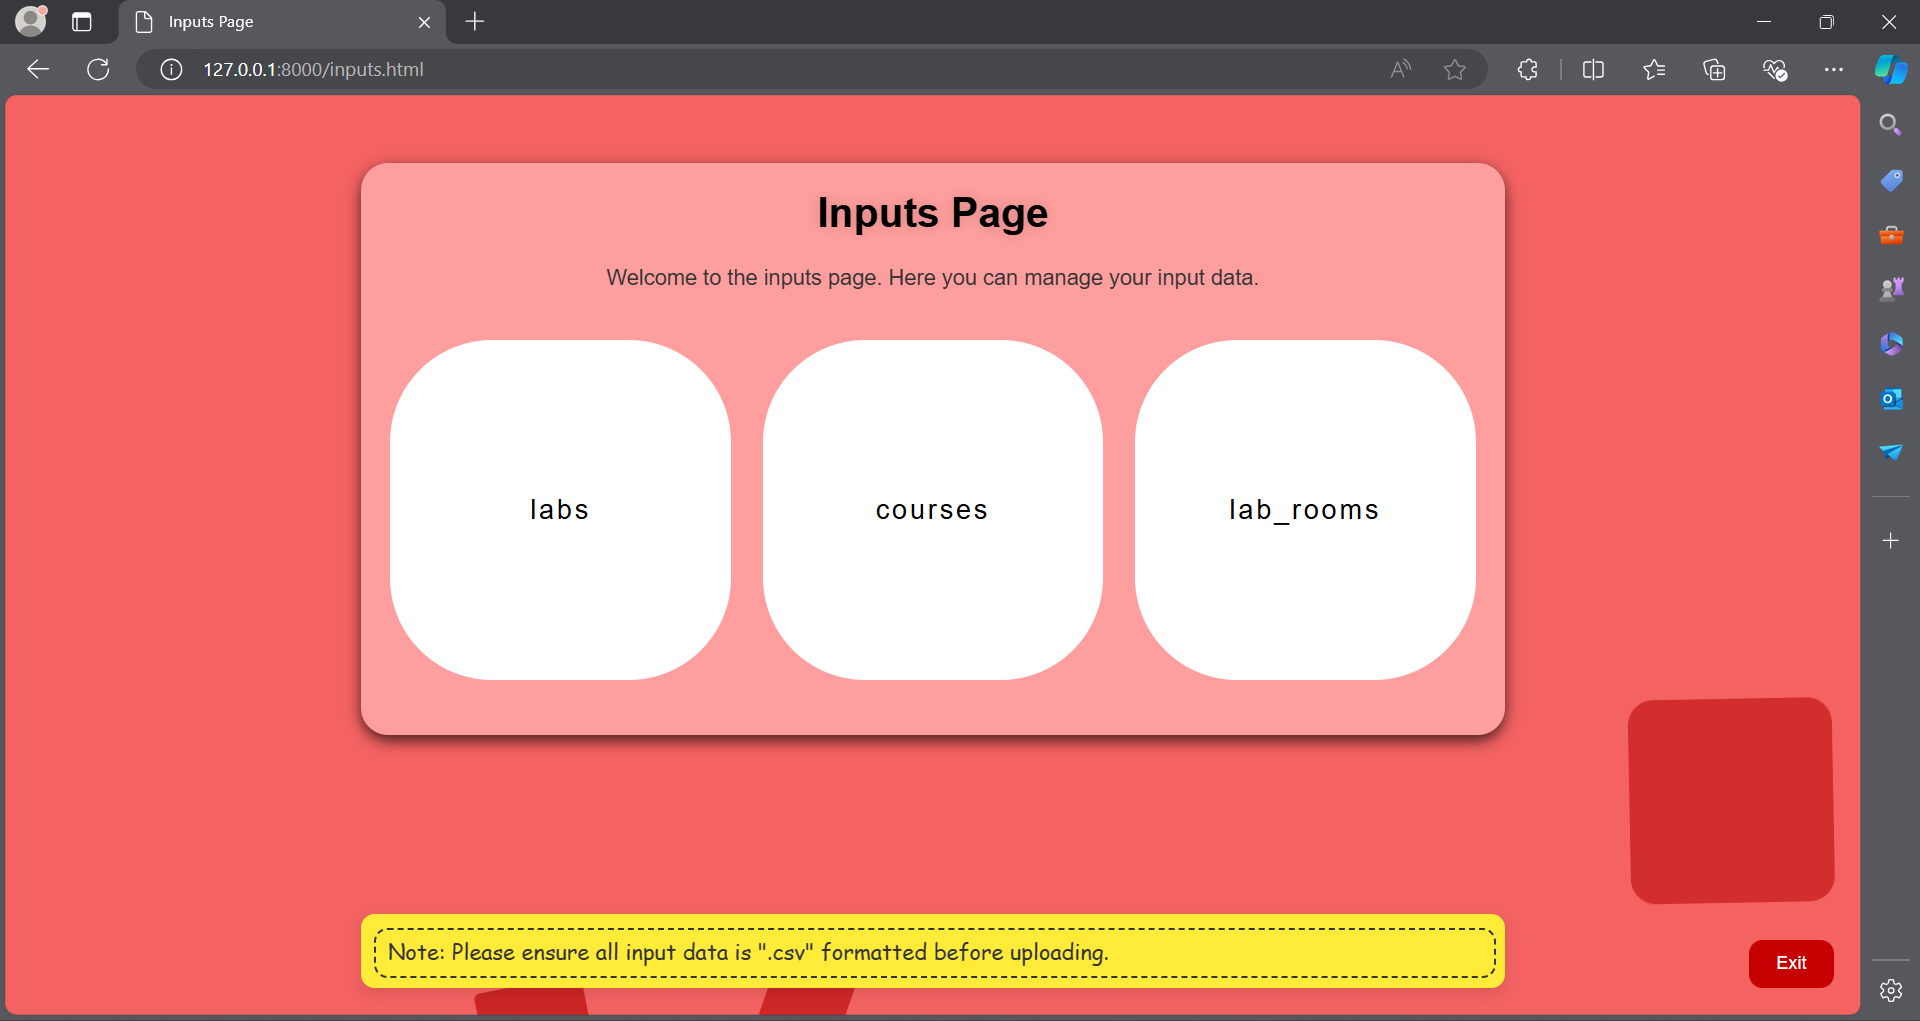 Inputs Page
127.0.0.1:8000/inputs.html
Inputs Page
Welcome to the inputs page. Here you can manage your input data.
labs
courses
lab_rooms
Note: Please ensure all input data is ".csv" formatted before uploading.
Exit